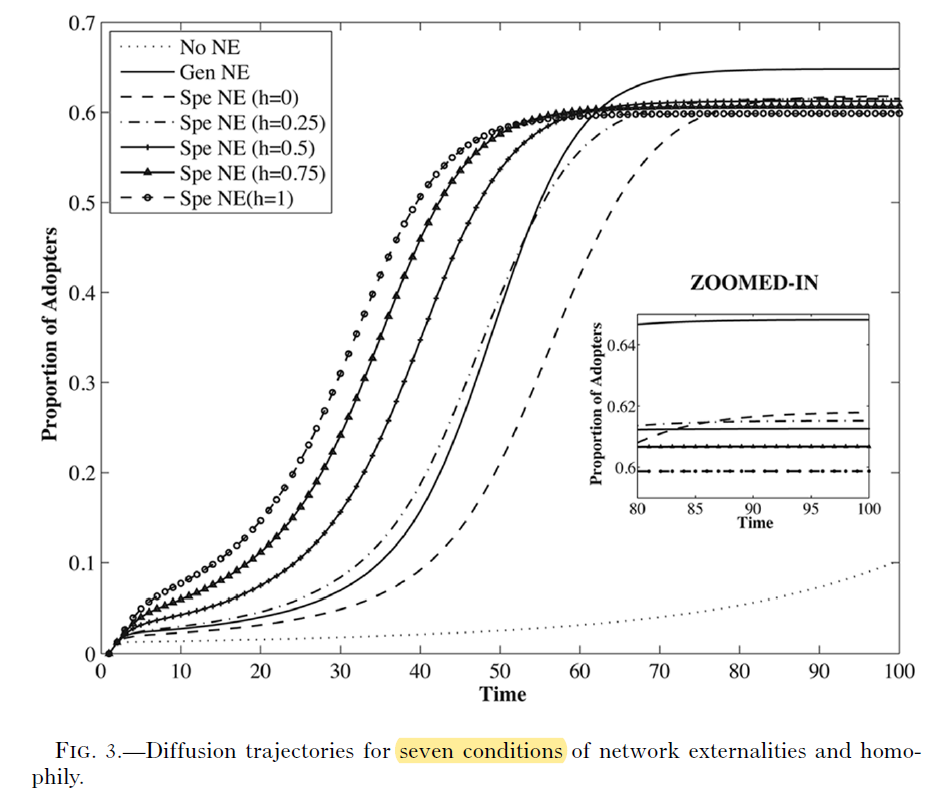 0.7
0.6
0.5
0.4
0.3
0.2
0.1
0
Proportion of Adopters
No NE
Gen NE
Spe NE (h=0)
Spe NE (h=0.25)
Spe NE (h=0.5)
Spe NE (h=0.75)
Spe NE(h=1)
ZOOMED-IN
Proportion of Adopters
0.64
0.62
0.6
80 85 90 95 100
Time
0 10 20 30 40 50 60 70 80 90 100
Time
FIG. 3.—Diffusion trajectories for seven conditions of network externalities and homo-
phily.